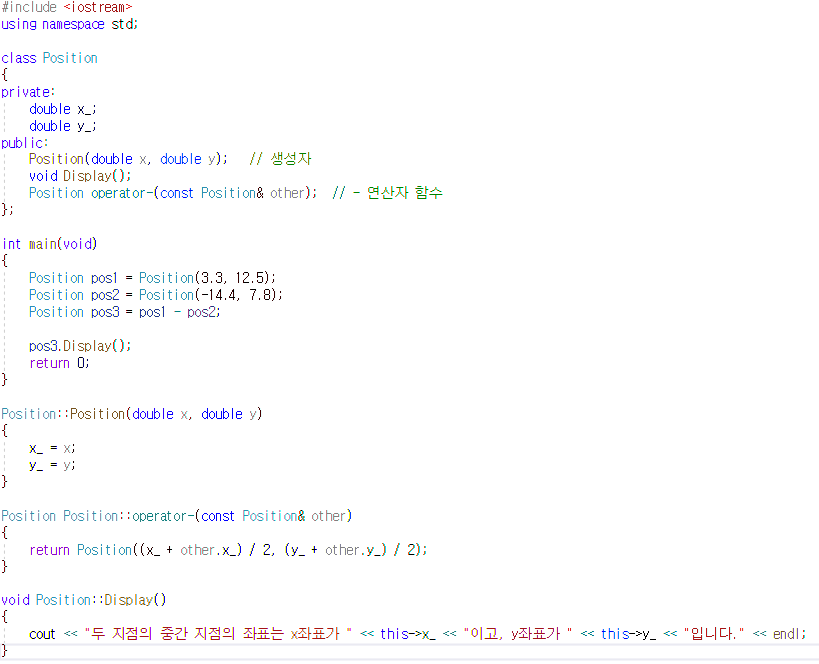 #include <iostream>
using namespace std;
class Position
{
private:
double x_;
double y_;
public:
Position(double x, double y); // 생성자
void Display();
Position operator-(const Position& other); // - 연산자 함수
};
int main(void)
{
Position pos1 = Position(3.3, 12.5);
Position pos2 = Position(-14.4, 7.8);
Position pos3 = pos1 - pos2;
pos3.Display();
return 0;
}
Position::Position(double x, double y)
{
x_ = x;
y_ = y;
}
Position Position::operator-(const Position& other)
{
return Position((x_ + other.x_) / 2, (y_ + other.y_) / 2);
}
void Position::Display()
{
cout << "두 지점의 중간 지점의 좌표는 x좌표가 " << this->x_ << "이고, y좌표가 " << this->y_ << "입니다." << endl;
}